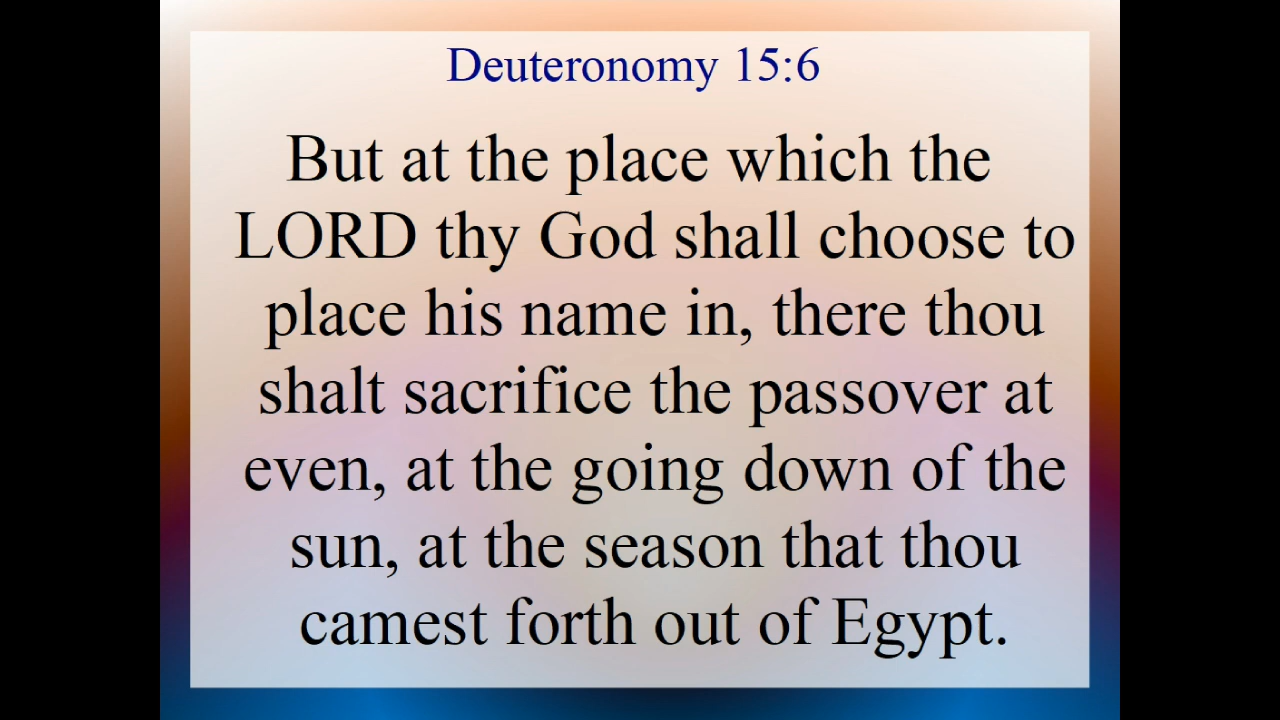 Deuteronomy 15:6
But at the place which the
LORD thy God shall choose to
place his name in, there thou
shalt sacrifice the passover at
even, at the going down of the
sun, at the season that thou
camest forth out of Egypt.